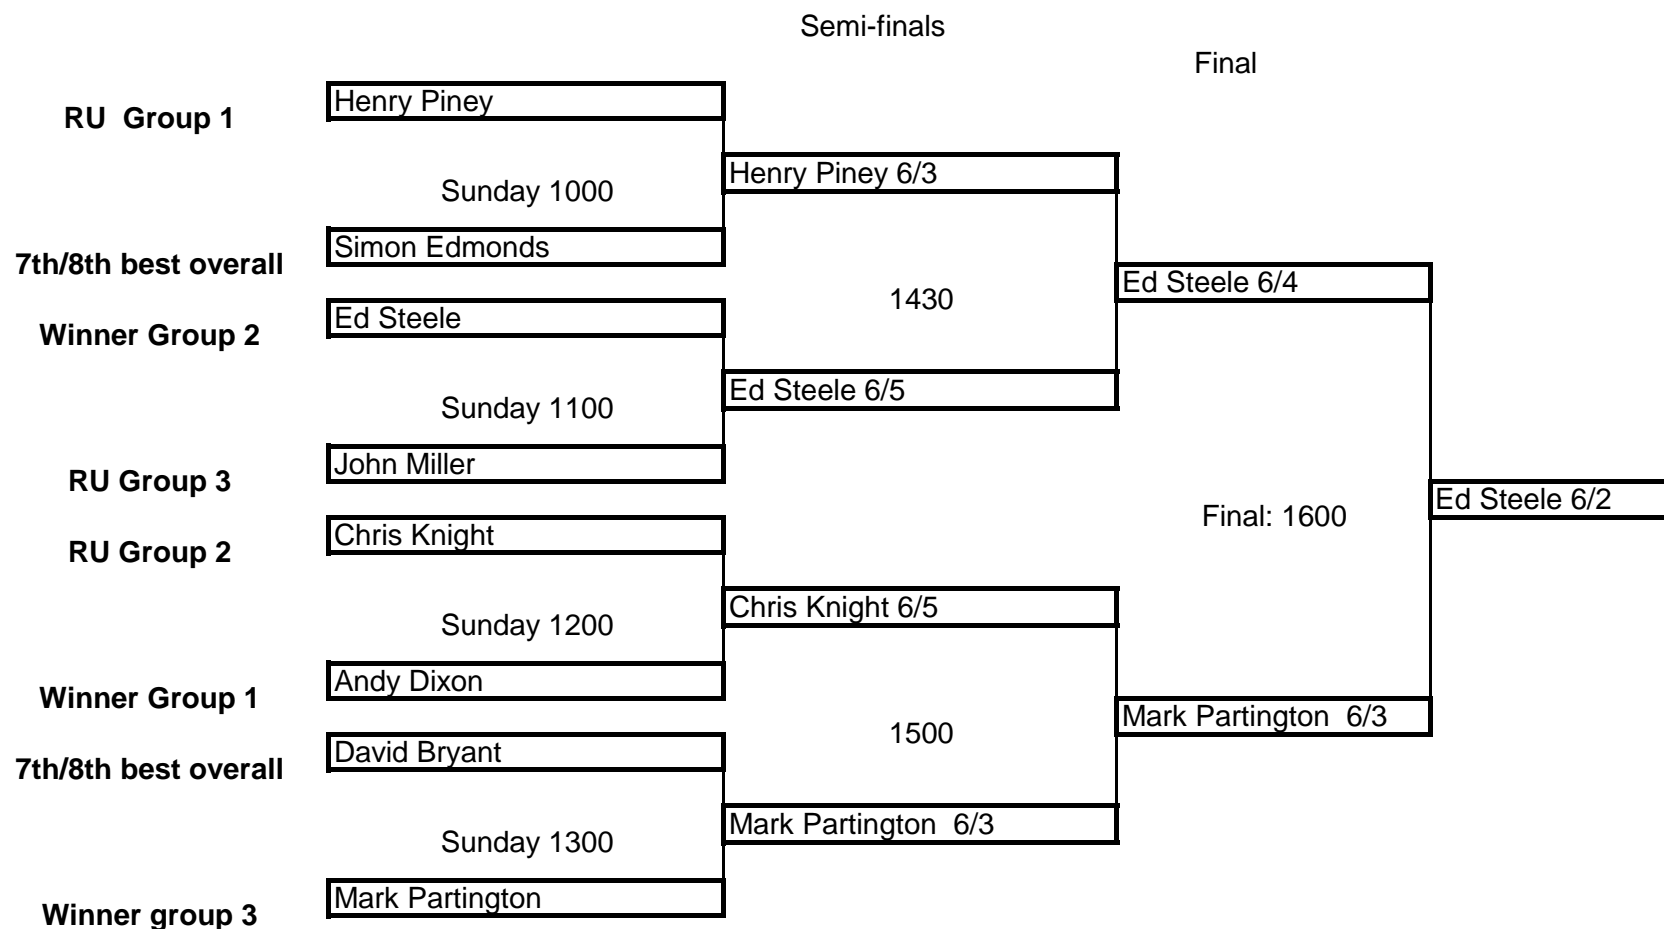 Semi-finals
Final
RU  Group 1
Henry Piney
Sunday 1000
Henry Piney 6/3
7th/8th best overall
Simon Edmonds
1430
Ed Steele 6/4
Winner Group 2
Ed Steele
Sunday 1100
Ed Steele 6/5
RU Group 3
John Miller
Final: 1600
Ed Steele 6/2
RU Group 2
Chris Knight
Sunday 1200
Chris Knight 6/5
Winner Group 1
Andy Dixon
1500
Mark Partington  6/3
7th/8th best overall
David Bryant
Sunday 1300
Mark Partington  6/3
Winner group 3
Mark Partington